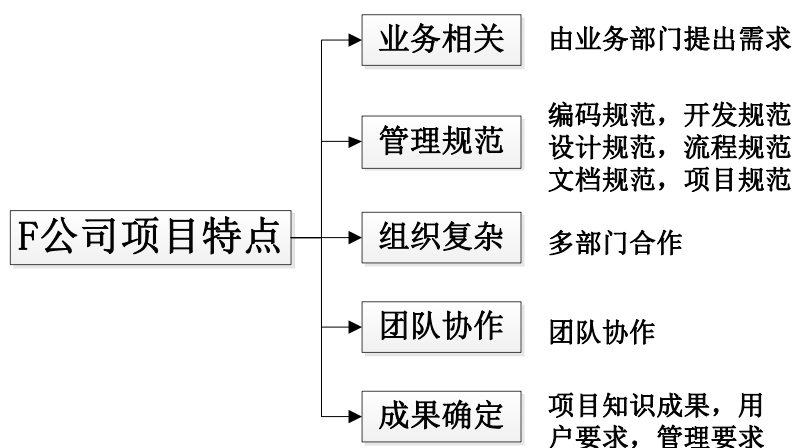 业务相关
由业务部门提出需求
管理规范
编码规范，开发规范
设计规范，流程规范
文档规范，项目规范
F公司项目特点
组织复杂
多部门合作
团队协作
团队协作
成果确定
项目知识成果，用
户要求，管理要求